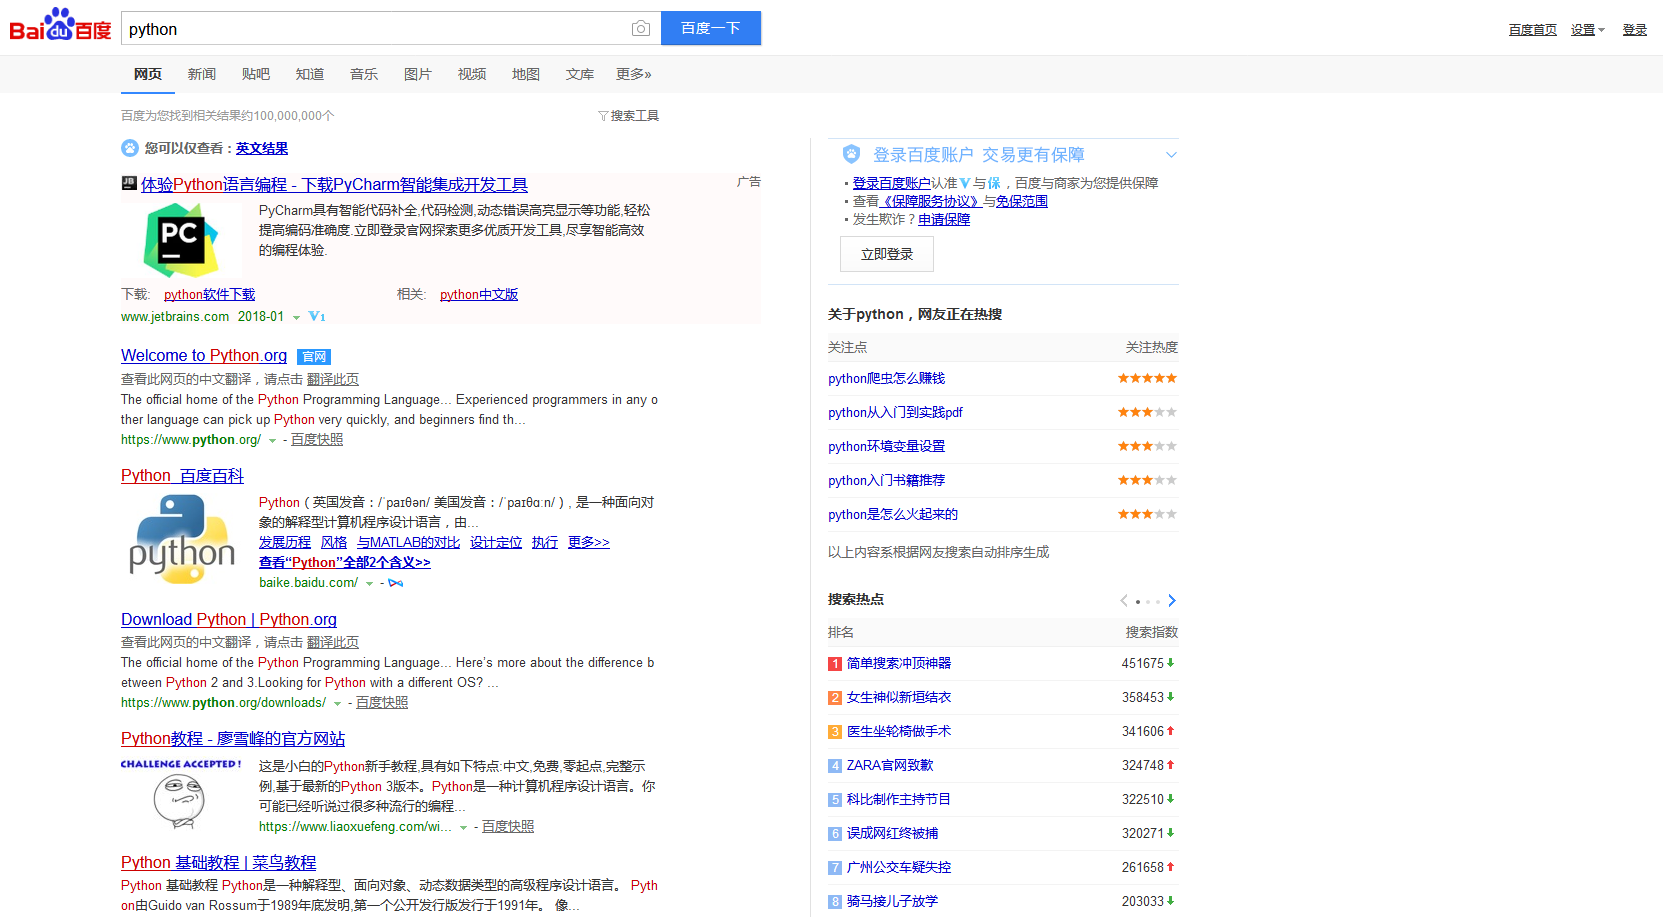 Baidu百度
python
百度一下
百度首页 设置 登录
网页 新闻 贴吧 知道 音乐 图片 视频 地图 文库 更多»
百度为您找到相关结果约100,000,000个
搜索工具
您可以仅查看：英文结果
JB 体验Python语言编程 - 下载PyCharm智能集成开发工具
广告
PC
PyCharm具有智能代码补全,代码检测,动态错误高亮显示等功能,轻松
提高编码准确度.立即登录官网探索更多优质开发工具,尽享智能高效
的编程体验.
下载: python软件下载 相关: python中文版
www.jetbrains.com 2018-01 V1
Welcome to Python.org 官网
查看此网页的中文翻译，请点击 翻译此页
The official home of the Python Programming Language... Experienced programmers in any o
ther language can pick up Python very quickly, and beginners find th...
https://www.python.org/ - 百度快照
Python_百度百科
python
Python（英国发音：/ˈpaɪθən/ 美国发音：/ˈpaɪθɑːn/）, 是一种面向对
象的解释型计算机程序设计语言，由...
发展历程 风格 与MATLAB的对比 设计定位 执行 更多>>
查看“Python”全部2个含义>>
baike.baidu.com/ -
Download Python | Python.org
查看此网页的中文翻译，请点击 翻译此页
The official home of the Python Programming Language... Here's more about the difference b
etween Python 2 and 3.Looking for Python with a different OS? ...
https://www.python.org/downloads/ - 百度快照
Python教程 - 廖雪峰的官方网站
CHALLENGE ACCEPTED!
这是小白的Python新手教程,具有如下特点:中文,免费,零起点,完整示
例,基于最新的Python 3版本。Python是一种计算机程序设计语言。你
可能已经听说过很多种流行的编程...
https://www.liaoxuefeng.com/wi... - 百度快照
Python 基础教程 | 菜鸟教程
Python 基础教程 Python是一种解释型、面向对象、动态数据类型的高级程序设计语言。 Pyth
on由Guido van Rossum于1989年底发明,第一个公开发行版发行于1991年。 像...
登录百度账户 交易更有保障
登录百度账户认准V与保，百度与商家为您提供保障
查看《保障服务协议》与免保范围
发生欺诈？申请保障
立即登录
关于python，网友正在热搜
关注点 关注热度
python爬虫怎么赚钱
python从入门到实践pdf
python环境变量设置
python入门书籍推荐
python是怎么火起来的
以上内容系根据网友搜索自动排序生成
搜索热点
排名 搜索指数
1 简单搜索冲顶神器 451675
2 女生神似新垣结衣 358453
3 医生坐轮椅做手术 341606
4 ZARA官网致歉 324748
5 科比制作主持节目 322510
6 误成网红终被捕 320271
7 广州公交车疑失控 261658
8 骑马接儿子放学 203033